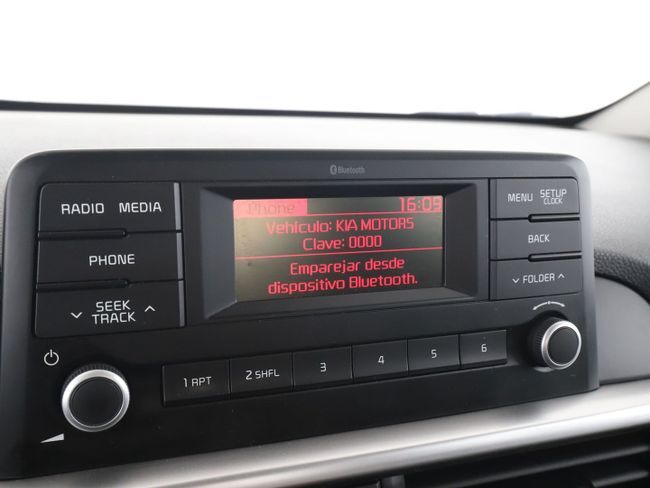 Bluetooth
RADIO MEDIA
PHONE
SEEK
TRACK
Phone 16:09
Vehículo: KIA MOTORS
Clave: 0000
Emparejar desde
dispositivo Bluetooth.
MENU SETUP
CLOCK
BACK
FOLDER
1 RPT
2 SHFL
3
4
5
6